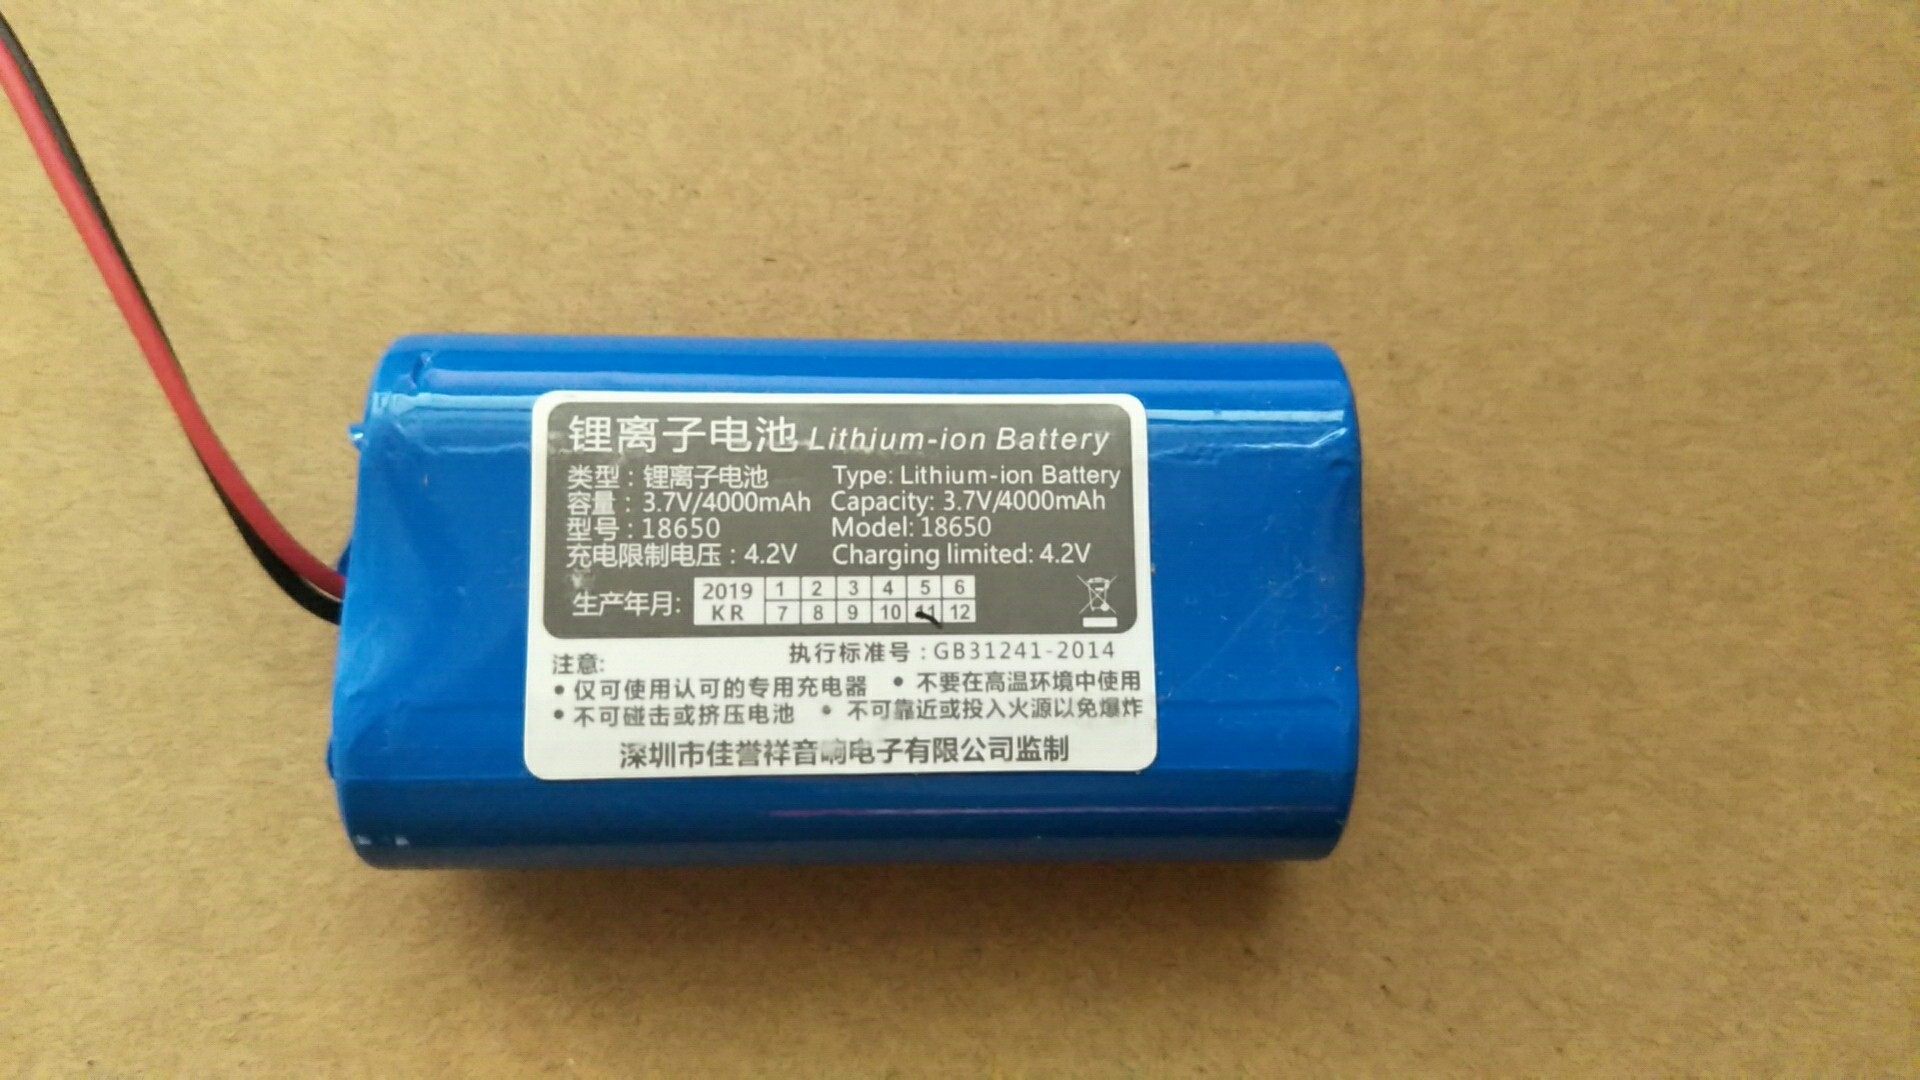 锂离子电池 Lithium-ion Battery
类型：锂离子电池 Type: Lithium-ion Battery
容量：3.7V/4000mAh Capacity: 3.7V/4000mAh
型号：18650 Model: 18650
充电限制电压：4.2V Charging limited: 4.2V
生产年月: 2019 1 2 3 4 5 6
KR 7 8 9 10 11 12
执行标准号：GB31241-2014
注意:
•仅可使用认可的专用充电器 •不要在高温环境中使用
•不可碰击或挤压电池 •不可靠近或投入火源以免爆炸
深圳市佳誉祥音响电子有限公司监制